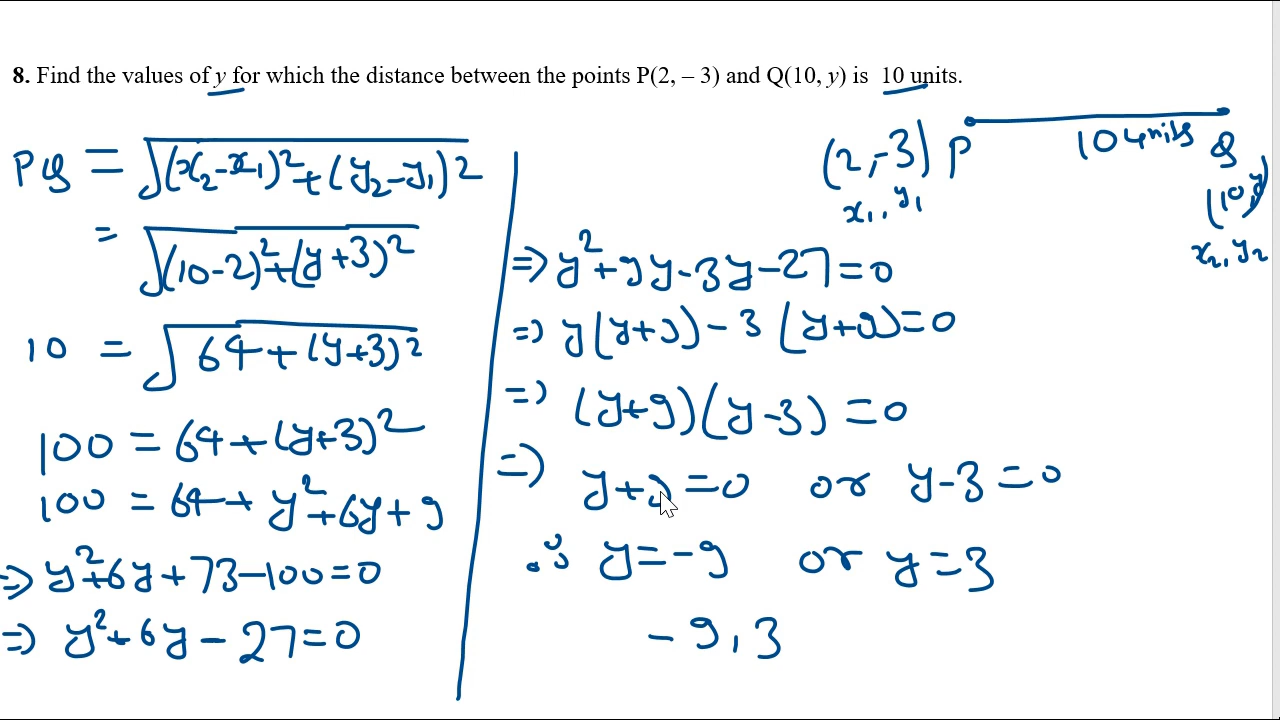 8. Find the values of y for which the distance between the points P(2, – 3) and Q(10, y) is 10 units.
PQ = √(x₂-x₁)²+(y₂-y₁)2
= √(10-2)²+(y+3)²
10 = √64+(y+3)2
100 = 64+(y+3)²
100 = 64+y²+6y+9
=> y²+6y+73-100=0
=> y²+6y-27=0
(2,-3) P 10 units Q
x₁, y₁
(10,y)
x₂, y₂
=> y²+9y-3y-27=0
=> y(y+9)-3(y+9)=0
=> (y+9)(y-3)=0
=> y+9=0 or y-3=0
∴ y=-9 or y=3
-9,3